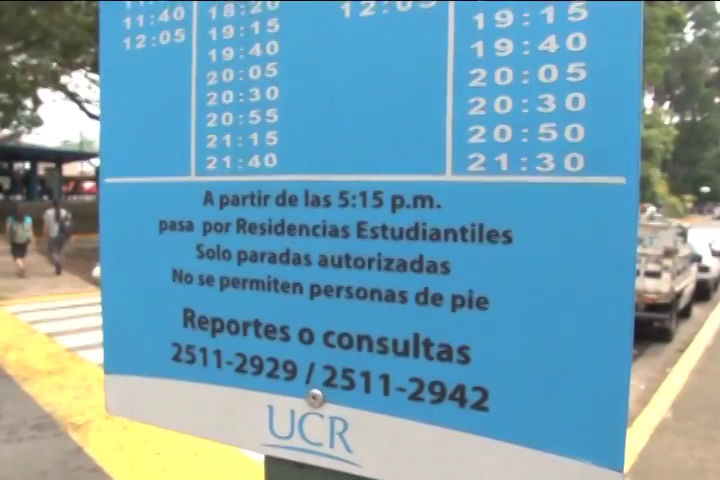 11:40 18:20 12:05 19:15
12:05 19:15 19:40
19:40 20:05
20:05 20:30
20:30 20:50
20:55 21:30
21:15
21:40
A partir de las 5:15 p.m.
pasa por Residencias Estudiantiles
Solo paradas autorizadas
No se permiten personas de pie
Reportes o consultas
2511-2929 / 2511-2942
UCR